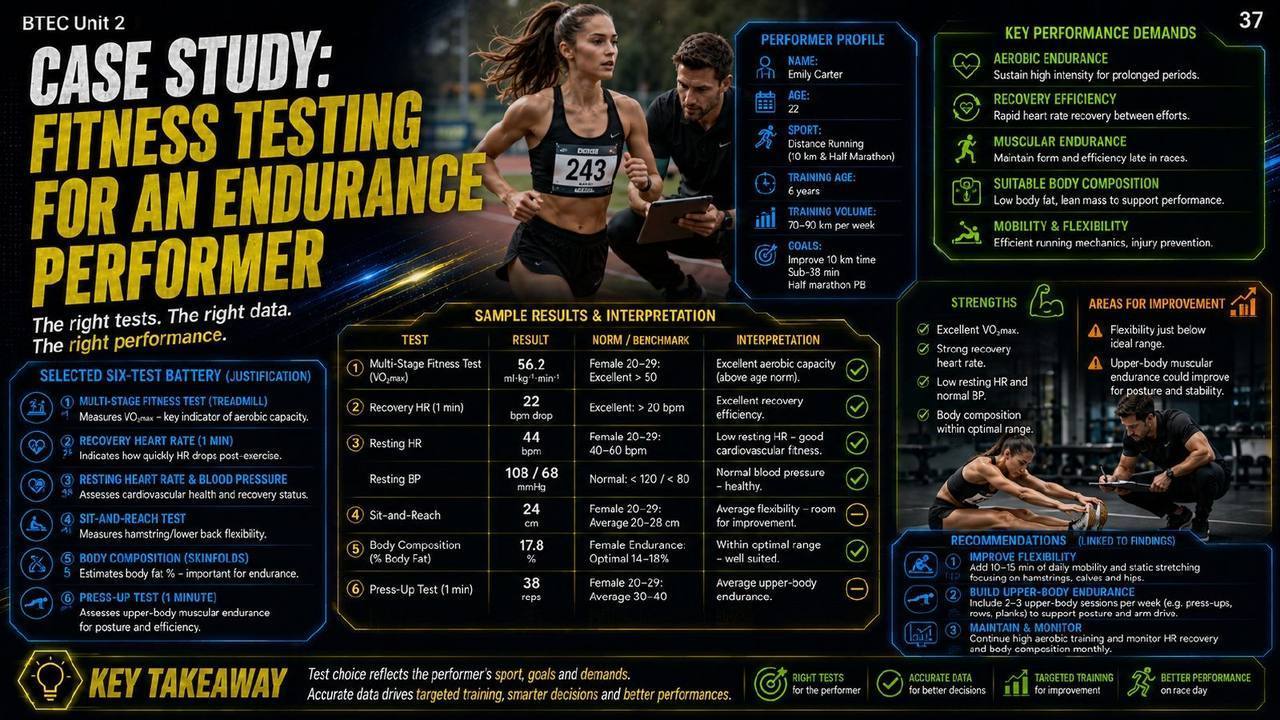 BTEC Unit 2
37
CASE STUDY:
FITNESS TESTING
FOR AN ENDURANCE
PERFORMER
The right tests. The right data.
The right performance.
243
PERFORMER PROFILE
NAME:
Emily Carter
AGE:
22
SPORT:
Distance Running
(10 km & Half Marathon)
TRAINING AGE:
6 years
TRAINING VOLUME:
70–90 km per week
GOALS:
Improve 10 km time
Sub-38 min
Half marathon PB
KEY PERFORMANCE DEMANDS
AEROBIC ENDURANCE
Sustain high intensity for prolonged periods.
RECOVERY EFFICIENCY
Rapid heart rate recovery between efforts.
MUSCULAR ENDURANCE
Maintain form and efficiency late in races.
SUITABLE BODY COMPOSITION
Low body fat, lean mass to support performance.
MOBILITY & FLEXIBILITY
Efficient running mechanics, injury prevention.
SELECTED SIX-TEST BATTERY (JUSTIFICATION)
1 MULTI-STAGE FITNESS TEST (TREADMILL)
Measures VO₂max – key indicator of aerobic capacity.
2 RECOVERY HEART RATE (1 MIN)
Indicates how quickly HR drops post-exercise.
3 RESTING HEART RATE & BLOOD PRESSURE
Assesses cardiovascular health and recovery status.
4 SIT-AND-REACH TEST
Measures hamstring/lower back flexibility.
5 BODY COMPOSITION (SKINFOLDS)
5 Estimates body fat % – important for endurance.
6 PRESS-UP TEST (1 MINUTE)
Assesses upper-body muscular endurance
for posture and efficiency.
SAMPLE RESULTS & INTERPRETATION
TEST RESULT NORM / BENCHMARK INTERPRETATION
1 Multi-Stage Fitness Test 56.2 Female 20–29: Excellent aerobic capacity
(VO₂max) ml·kg⁻¹·min⁻¹ Excellent > 50 (above age norm).
2 Recovery HR (1 min) 22 Excellent: > 20 bpm Excellent recovery
bpm drop efficiency.
3 Resting HR 44 Female 20–29: Low resting HR – good
bpm 40–60 bpm cardiovascular fitness.
Resting BP 108 / 68 Normal: < 120 / < 80 Normal blood pressure
mmHg – healthy.
4 Sit-and-Reach 24 Female 20–29: Average flexibility – room
cm Average 20–28 cm for improvement.
5 Body Composition 17.8 Female Endurance: Within optimal range
(% Body Fat) % Optimal 14–18% – well suited.
6 Press-Up Test (1 min) 38 Female 20–29: Average upper-body
reps Average 30–40 endurance.
STRENGTHS
Excellent VO₂max.
Strong recovery
heart rate.
Low resting HR and
normal BP.
Body composition
within optimal range.
AREAS FOR IMPROVEMENT
Flexibility just below
ideal range.
Upper-body muscular
endurance could improve
for posture and stability.
RECOMMENDATIONS (LINKED TO FINDINGS)
1 IMPROVE FLEXIBILITY
Add 10–15 min of daily mobility and static stretching
focusing on hamstrings, calves and hips.
2 BUILD UPPER-BODY ENDURANCE
Include 2–3 upper-body sessions per week (e.g. press-ups,
rows, planks) to support posture and arm drive.
3 MAINTAIN & MONITOR
Continue high aerobic training and monitor HR recovery
and body composition monthly.
KEY TAKEAWAY
Test choice reflects the performer's sport, goals and demands.
Accurate data drives targeted training, smarter decisions and better performances.
RIGHT TESTS
for the performer
ACCURATE DATA
for better decisions
TARGETED TRAINING
for improvement
BETTER PERFORMANCE
on race day